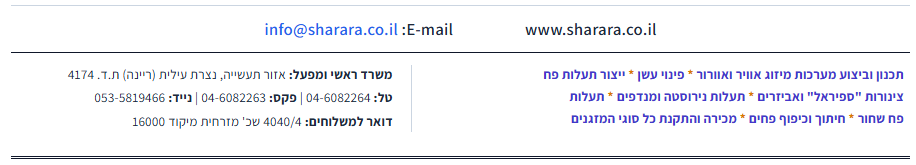 www.sharara.co.il E-mail: info@sharara.co.il
תכנון וביצוע מערכות מיזוג אוויר ואוורור * פינוי עשן * ייצור תעלות פח
צינורות "ספיראל" ואביזרים * תעלות נירוסטה ומנדפים * תעלות
פח שחור * חיתוך וכיפוף פחים * מכירה והתקנת כל סוגי המזגנים
משרד ראשי ומפעל: אזור תעשייה, נצרת עילית (ריינה) ת.ד. 4174
טל: 04-6082264 | פקס: 04-6082263 | נייד: 053-5819466
דואר למשלוחים: 4040/4 שכ' מזרחית מיקוד 16000